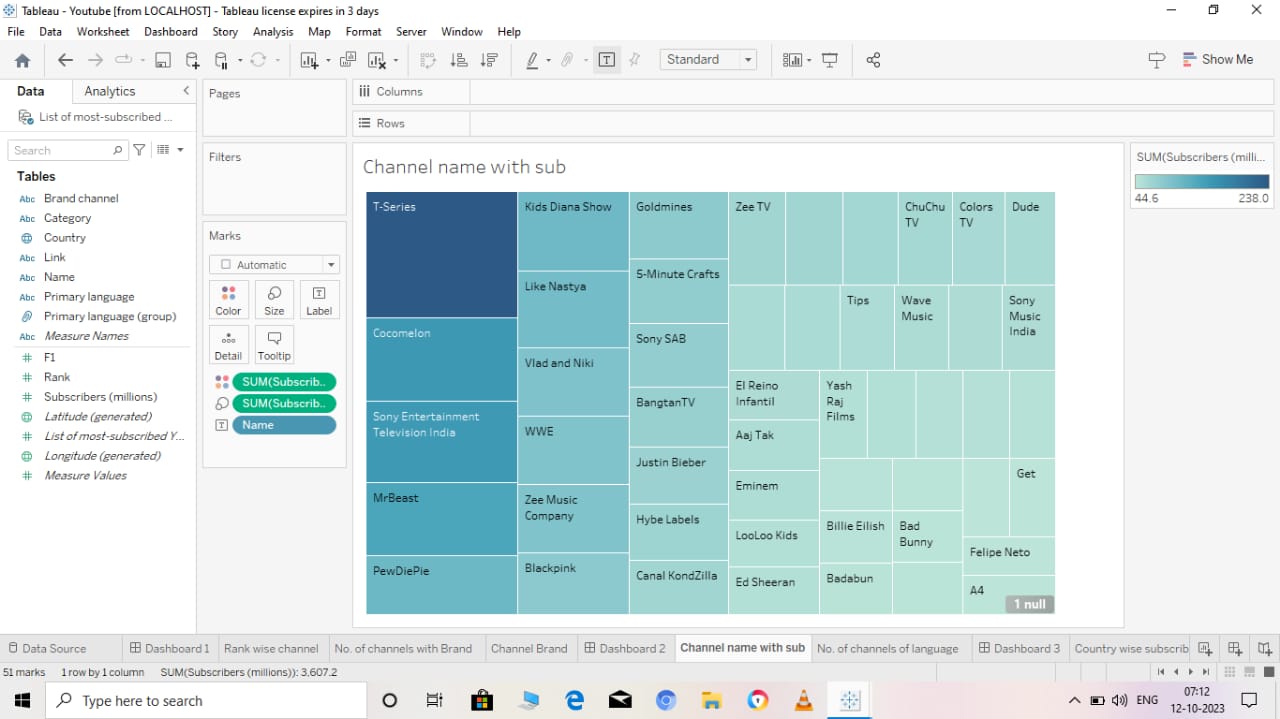 Tableau - Youtube [from LOCALHOST] - Tableau license expires in 3 days
File Data Worksheet Dashboard Story Analysis Map Format Server Window Help
Standard
Show Me
Data Analytics
List of most-subscribed ...
Search
Tables
Abc Brand channel
Abc Category
Country
Abc Link
Abc Name
Abc Primary language
Primary language (group)
Abc Measure Names
F1
Rank
Subscribers (millions)
Latitude (generated)
List of most-subscribed Y...
Longitude (generated)
Measure Values
Pages
Filters
Marks
Automatic
Color Size Label
Detail Tooltip
SUM(Subscrib..
SUM(Subscrib..
Name
Columns
Rows
Channel name with sub
T-Series
Cocomelon
Sony Entertainment
Television India
MrBeast
PewDiePie
Kids Diana Show
Like Nastya
Vlad and Niki
WWE
Zee Music
Company
Blackpink
Goldmines
5-Minute Crafts
Sony SAB
BangtanTV
Justin Bieber
Hybe Labels
Canal KondZilla
Zee TV
ChuChu
TV
Colors
TV
Dude
Tips
Wave
Music
Sony
Music
India
El Reino
Infantil
Aaj Tak
Eminem
LooLoo Kids
Ed Sheeran
Yash
Raj
Films
Billie Eilish
Badabun
Bad
Bunny
Get
Felipe Neto
A4
1 null
SUM(Subscribers (milli...
44.6 238.0
Data Source Dashboard 1 Rank wise channel No. of channels with Brand Channel Brand Dashboard 2 Channel name with sub No. of channels of language Dashboard 3 Country wise subscrib
51 marks 1 row by 1 column SUM(Subscribers (millions)): 3,607.2
Type here to search
ENG
07:12
12-10-2023